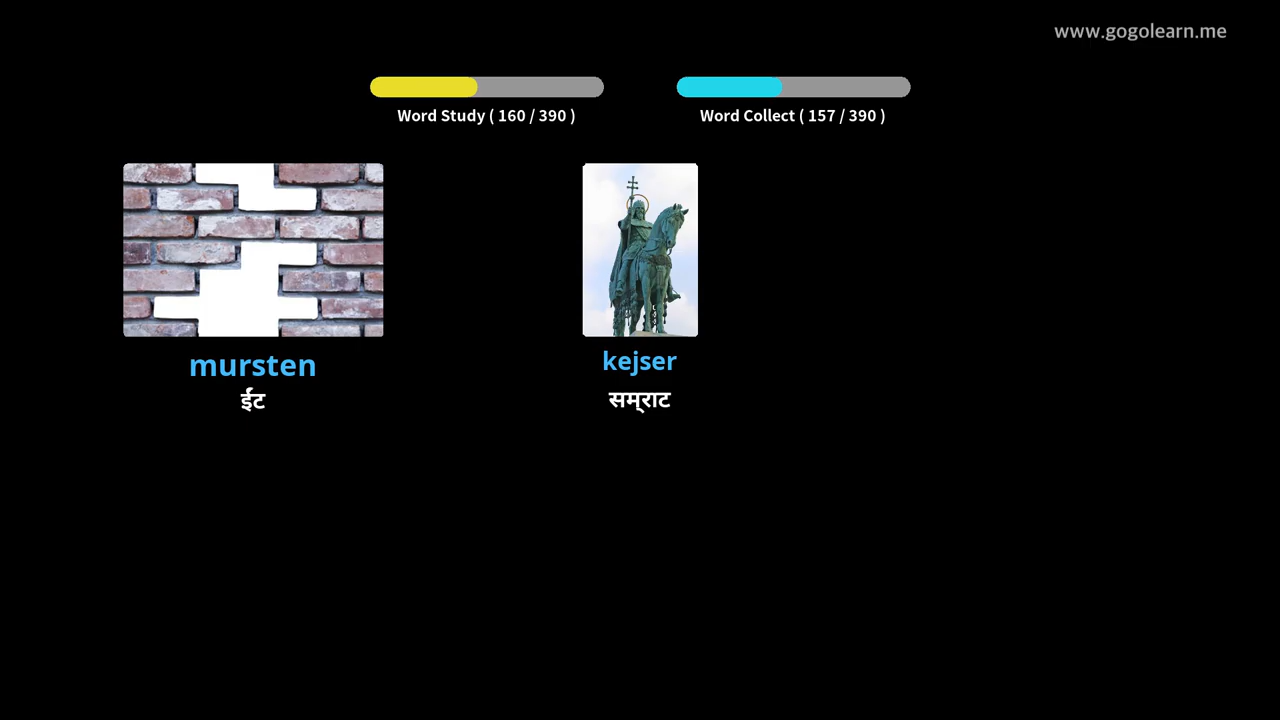 www.gogolearn.me
Word Study ( 160 / 390 )
Word Collect ( 157 / 390 )
mursten
ईंट
kejser
सम्राट